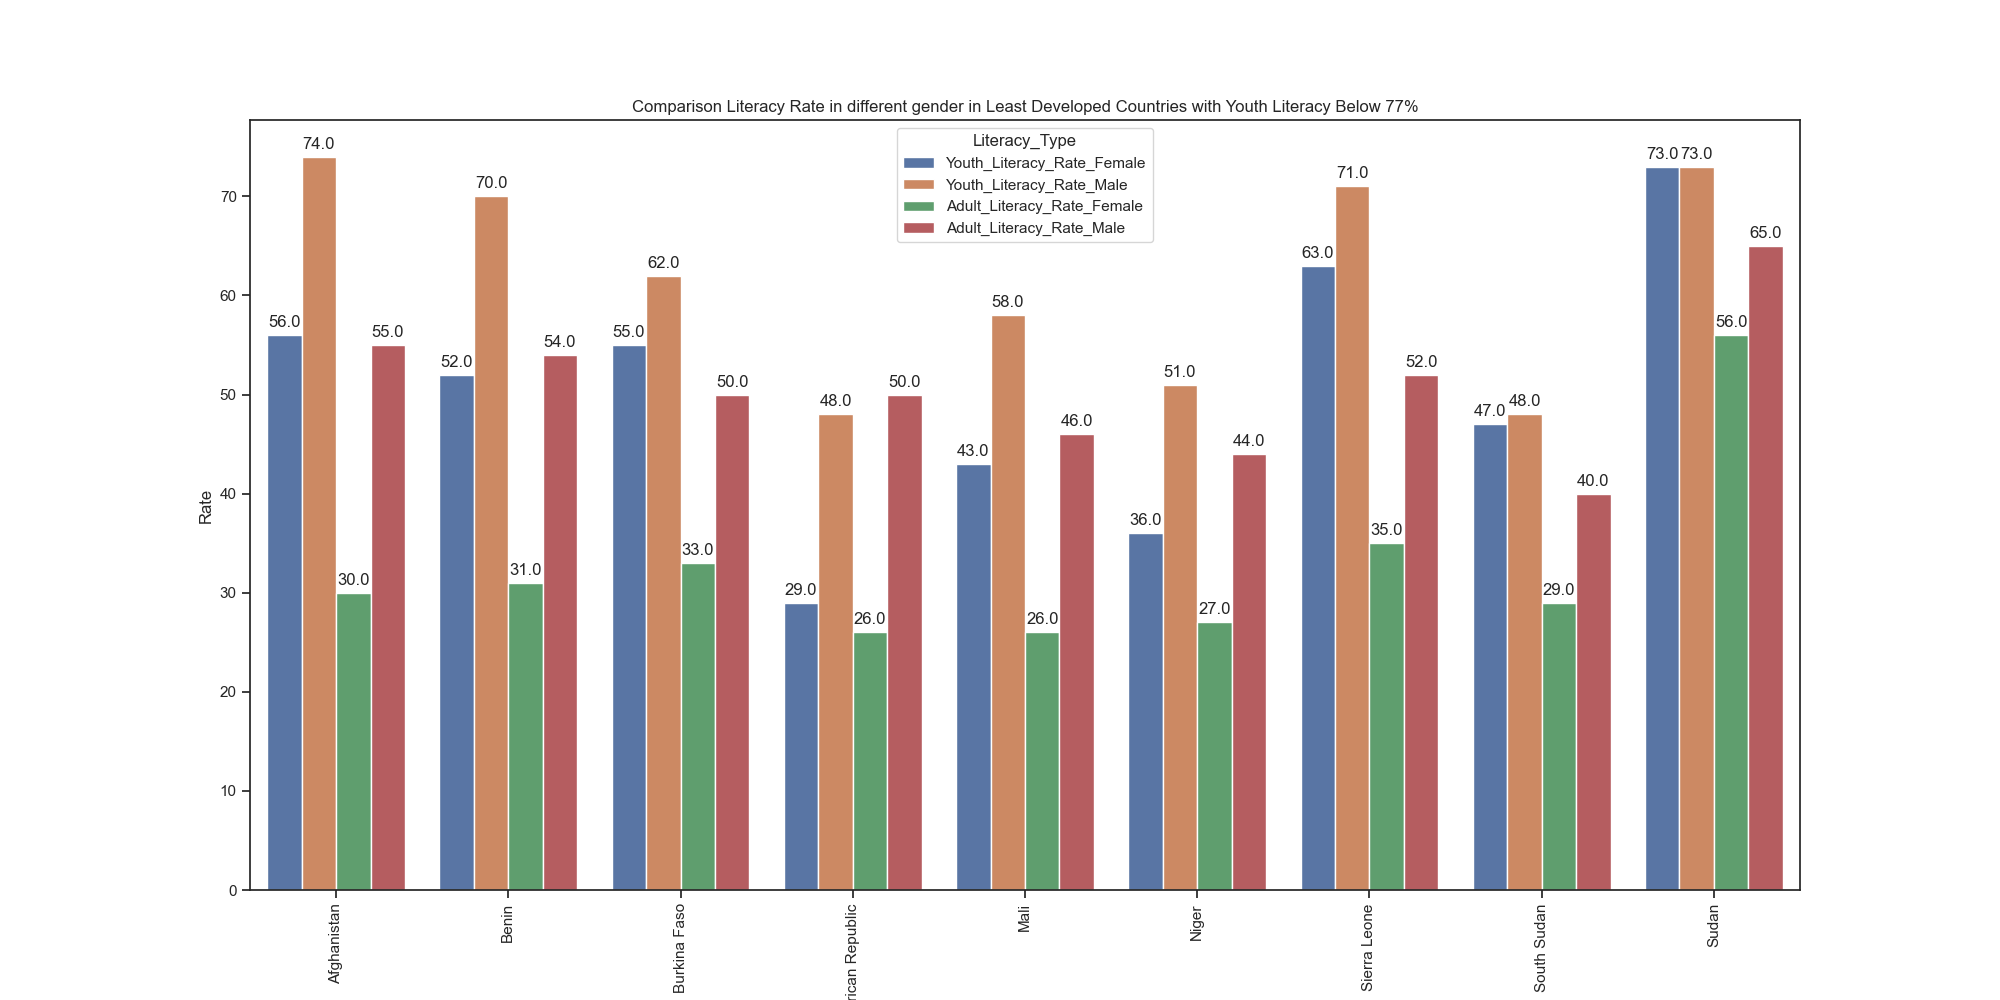 Comparison Literacy Rate in different gender in Least Developed Countries with Youth Literacy Below 77%
Literacy_Type
Youth_Literacy_Rate_Female
Youth_Literacy_Rate_Male
Adult_Literacy_Rate_Female
Adult_Literacy_Rate_Male
Rate
70
60
50
40
30
20
10
0
56.0
74.0
30.0
55.0
52.0
70.0
31.0
54.0
55.0
62.0
33.0
50.0
29.0
48.0
26.0
50.0
43.0
58.0
26.0
46.0
36.0
51.0
27.0
44.0
63.0
71.0
35.0
52.0
47.0
48.0
29.0
40.0
73.0
73.0
56.0
65.0
Afghanistan
Benin
Burkina Faso
rican Republic
Mali
Niger
Sierra Leone
South Sudan
Sudan